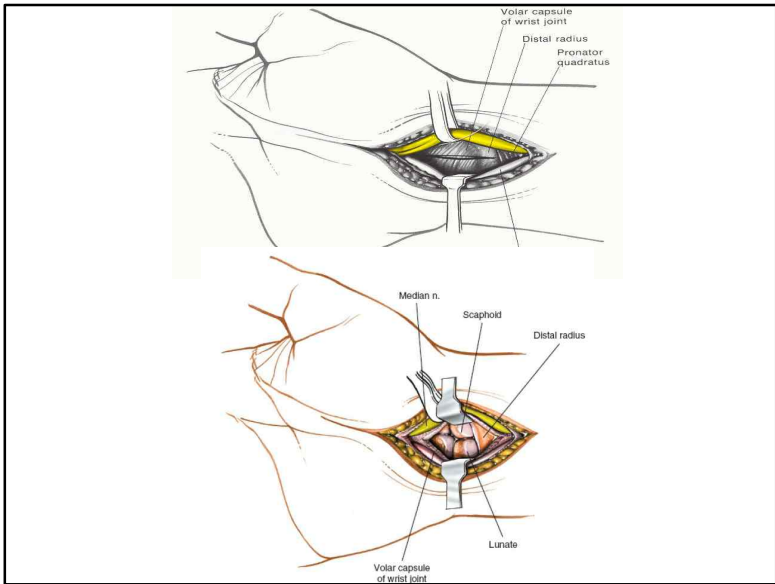 Volar capsule
of wrist joint
Distal radius
Pronator
quadratus
Median n.
Scaphoid
Distal radius
Lunate
Volar capsule
of wrist joint